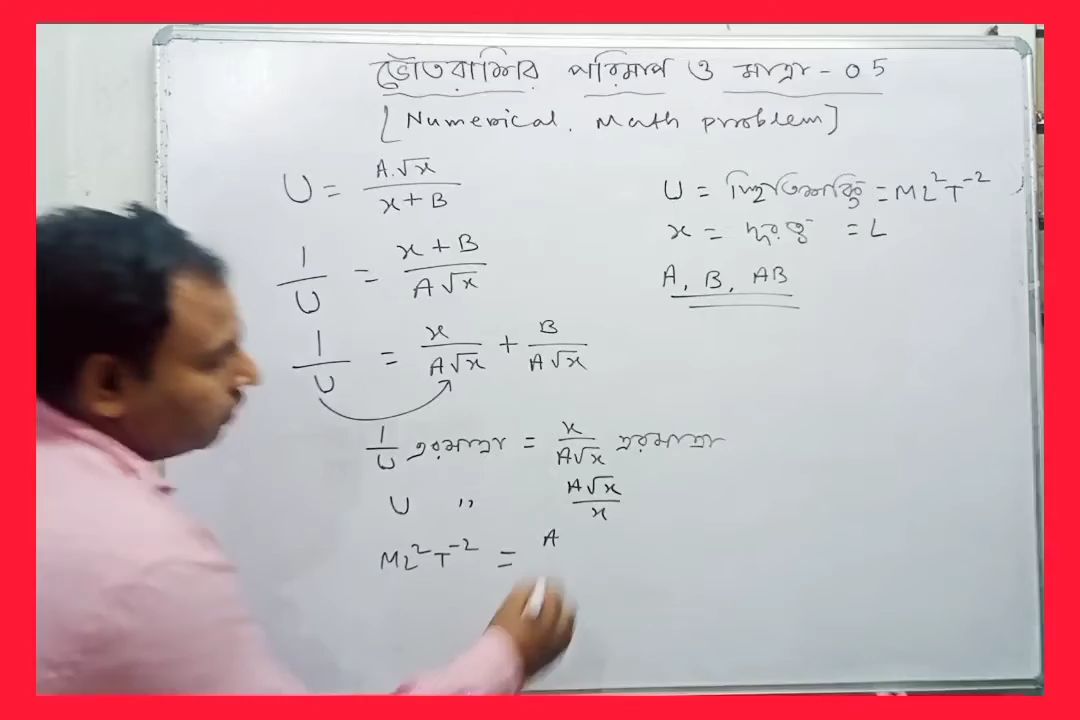 ভৌতরাশির পরিমাপ ও মাত্রা - 05
[Numerical. Math problem]
U = A.√x / x + B
U = স্থিতিশক্তি = ML²T⁻²
x = দূরত্ব = L
A, B, AB
1/U = x + B / A√x
1/U = x / A√x + B / A√x
1/U এর মাত্রা = x / A√x এর মাত্রা
U ,, A√x / x
ML²T⁻² = A